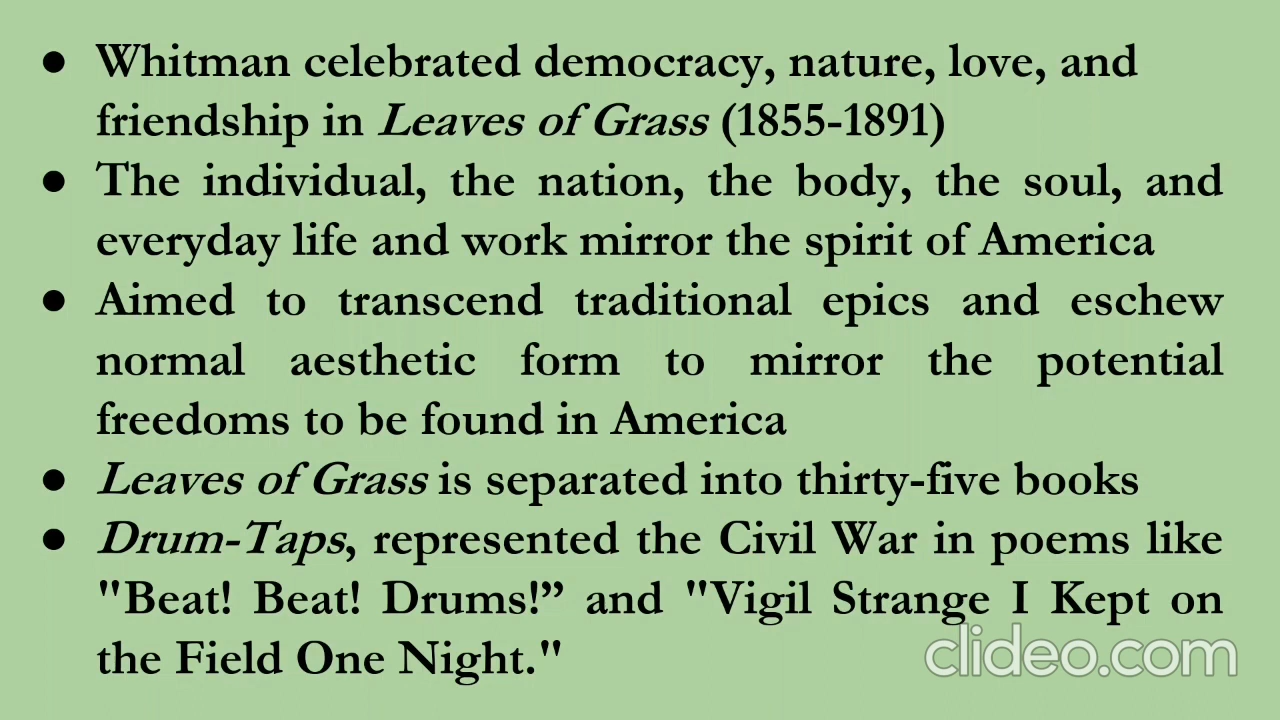 ● Whitman celebrated democracy, nature, love, and
friendship in Leaves of Grass (1855-1891)
● The individual, the nation, the body, the soul, and
everyday life and work mirror the spirit of America
● Aimed to transcend traditional epics and eschew
normal aesthetic form to mirror the potential
freedoms to be found in America
● Leaves of Grass is separated into thirty-five books
● Drum-Taps, represented the Civil War in poems like
"Beat! Beat! Drums!” and "Vigil Strange I Kept on
the Field One Night."
clideo.com